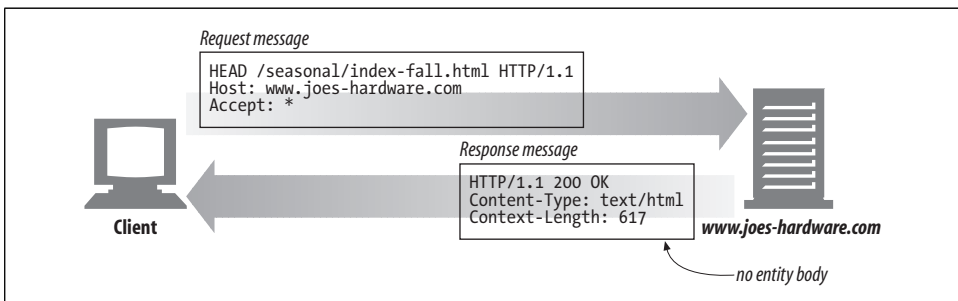 Request message
HEAD /seasonal/index-fall.html HTTP/1.1
Host: www.joes-hardware.com
Accept: *
Response message
HTTP/1.1 200 OK
Content-Type: text/html
Context-Length: 617
Client
www.joes-hardware.com
no entity body